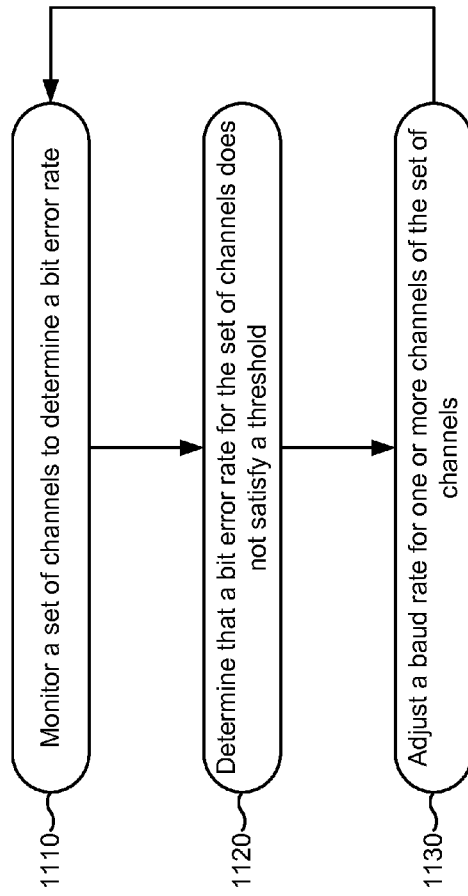 1110
Monitor a set of channels to determine a bit error rate
1120
Determine that a bit error rate for the set of channels does
not satisfy a threshold
1130
Adjust a baud rate for one or more channels of the set of
channels